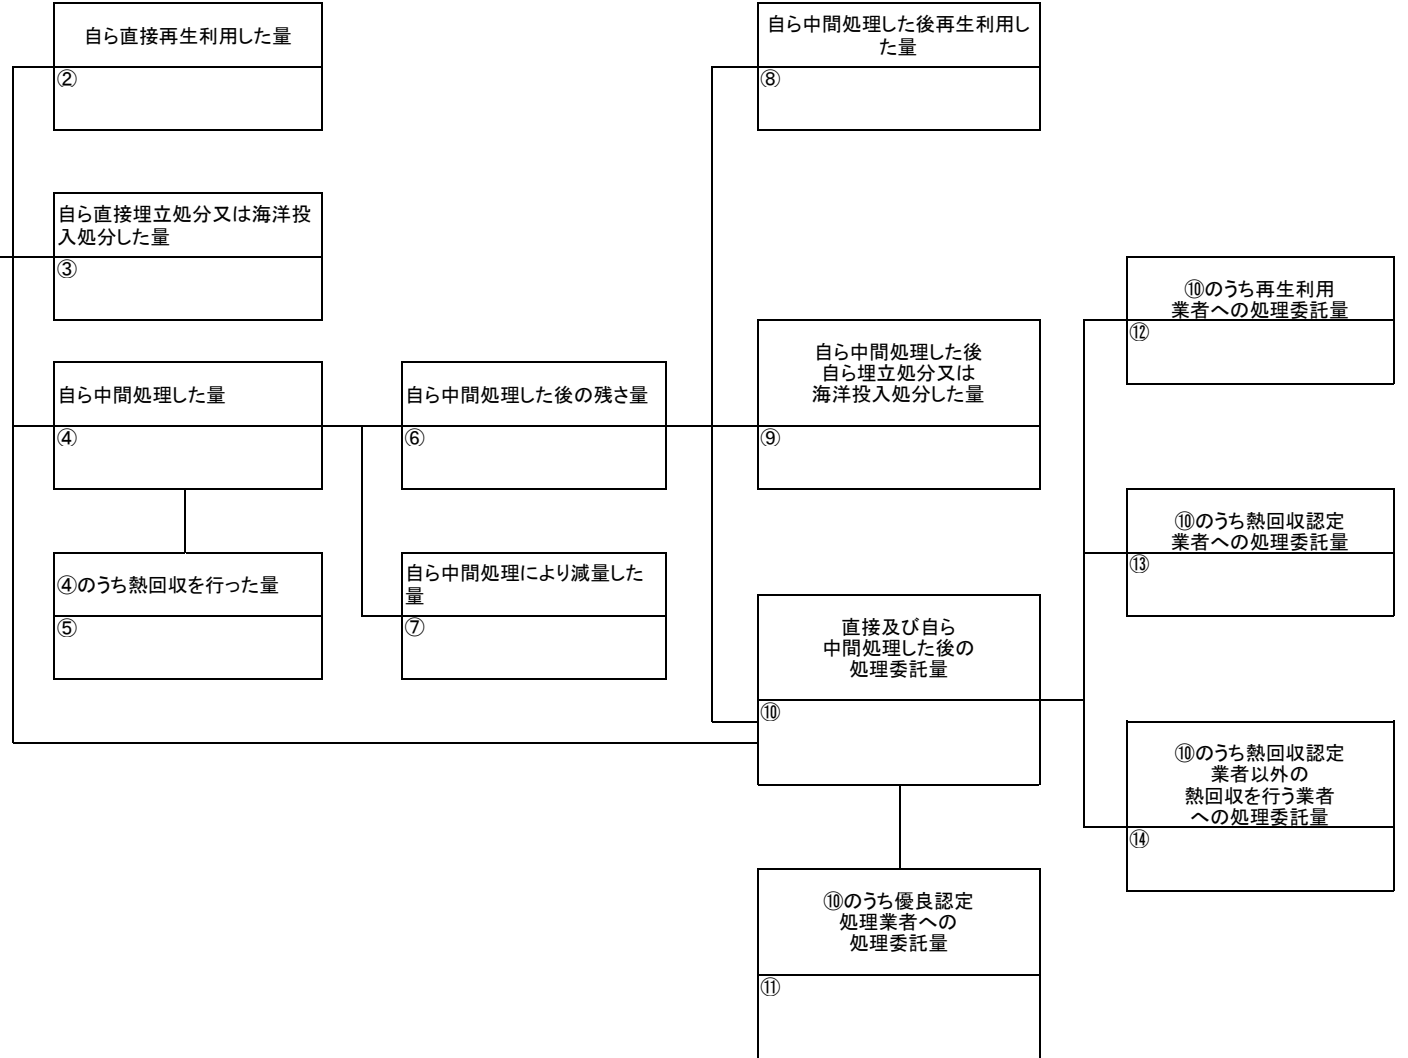 自ら直接再生利用した量
②
自ら直接埋立処分又は海洋投
入処分した量
③
自ら中間処理した量
④
④のうち熱回収を行った量
⑤
自ら中間処理した後の残さ量
⑥
自ら中間処理により減量した
量
⑦
自ら中間処理した後再生利用し
た量
⑧
自ら中間処理した後
自ら埋立処分又は
海洋投入処分した量
⑨
直接及び自ら
中間処理した後の
処理委託量
⑩
⑩のうち優良認定
処理業者への
処理委託量
⑪
⑩のうち再生利用
業者への処理委託量
⑫
⑩のうち熱回収認定
業者への処理委託量
⑬
⑩のうち熱回収認定
業者以外の
熱回収を行う業者
への処理委託量
⑭